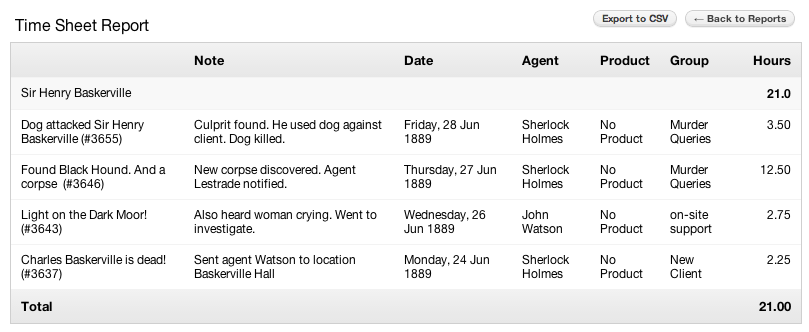 Time Sheet Report
Export to CSV
← Back to Reports
Note Date Agent Product Group Hours
Sir Henry Baskerville 21.0
Dog attacked Sir Henry Culprit found. He used dog against Friday, 28 Jun Sherlock No Murder 3.50
Baskerville (#3655) client. Dog killed. 1889 Holmes Product Queries
Found Black Hound. And a New corpse discovered. Agent Thursday, 27 Jun Sherlock No Murder 12.50
corpse (#3646) Lestrade notified. 1889 Holmes Product Queries
Light on the Dark Moor! Also heard woman crying. Went to Wednesday, 26 John No on-site 2.75
(#3643) investigate. Jun 1889 Watson Product support
Charles Baskerville is dead! Sent agent Watson to location Monday, 24 Jun Sherlock No New 2.25
(#3637) Baskerville Hall 1889 Holmes Product Client
Total 21.00